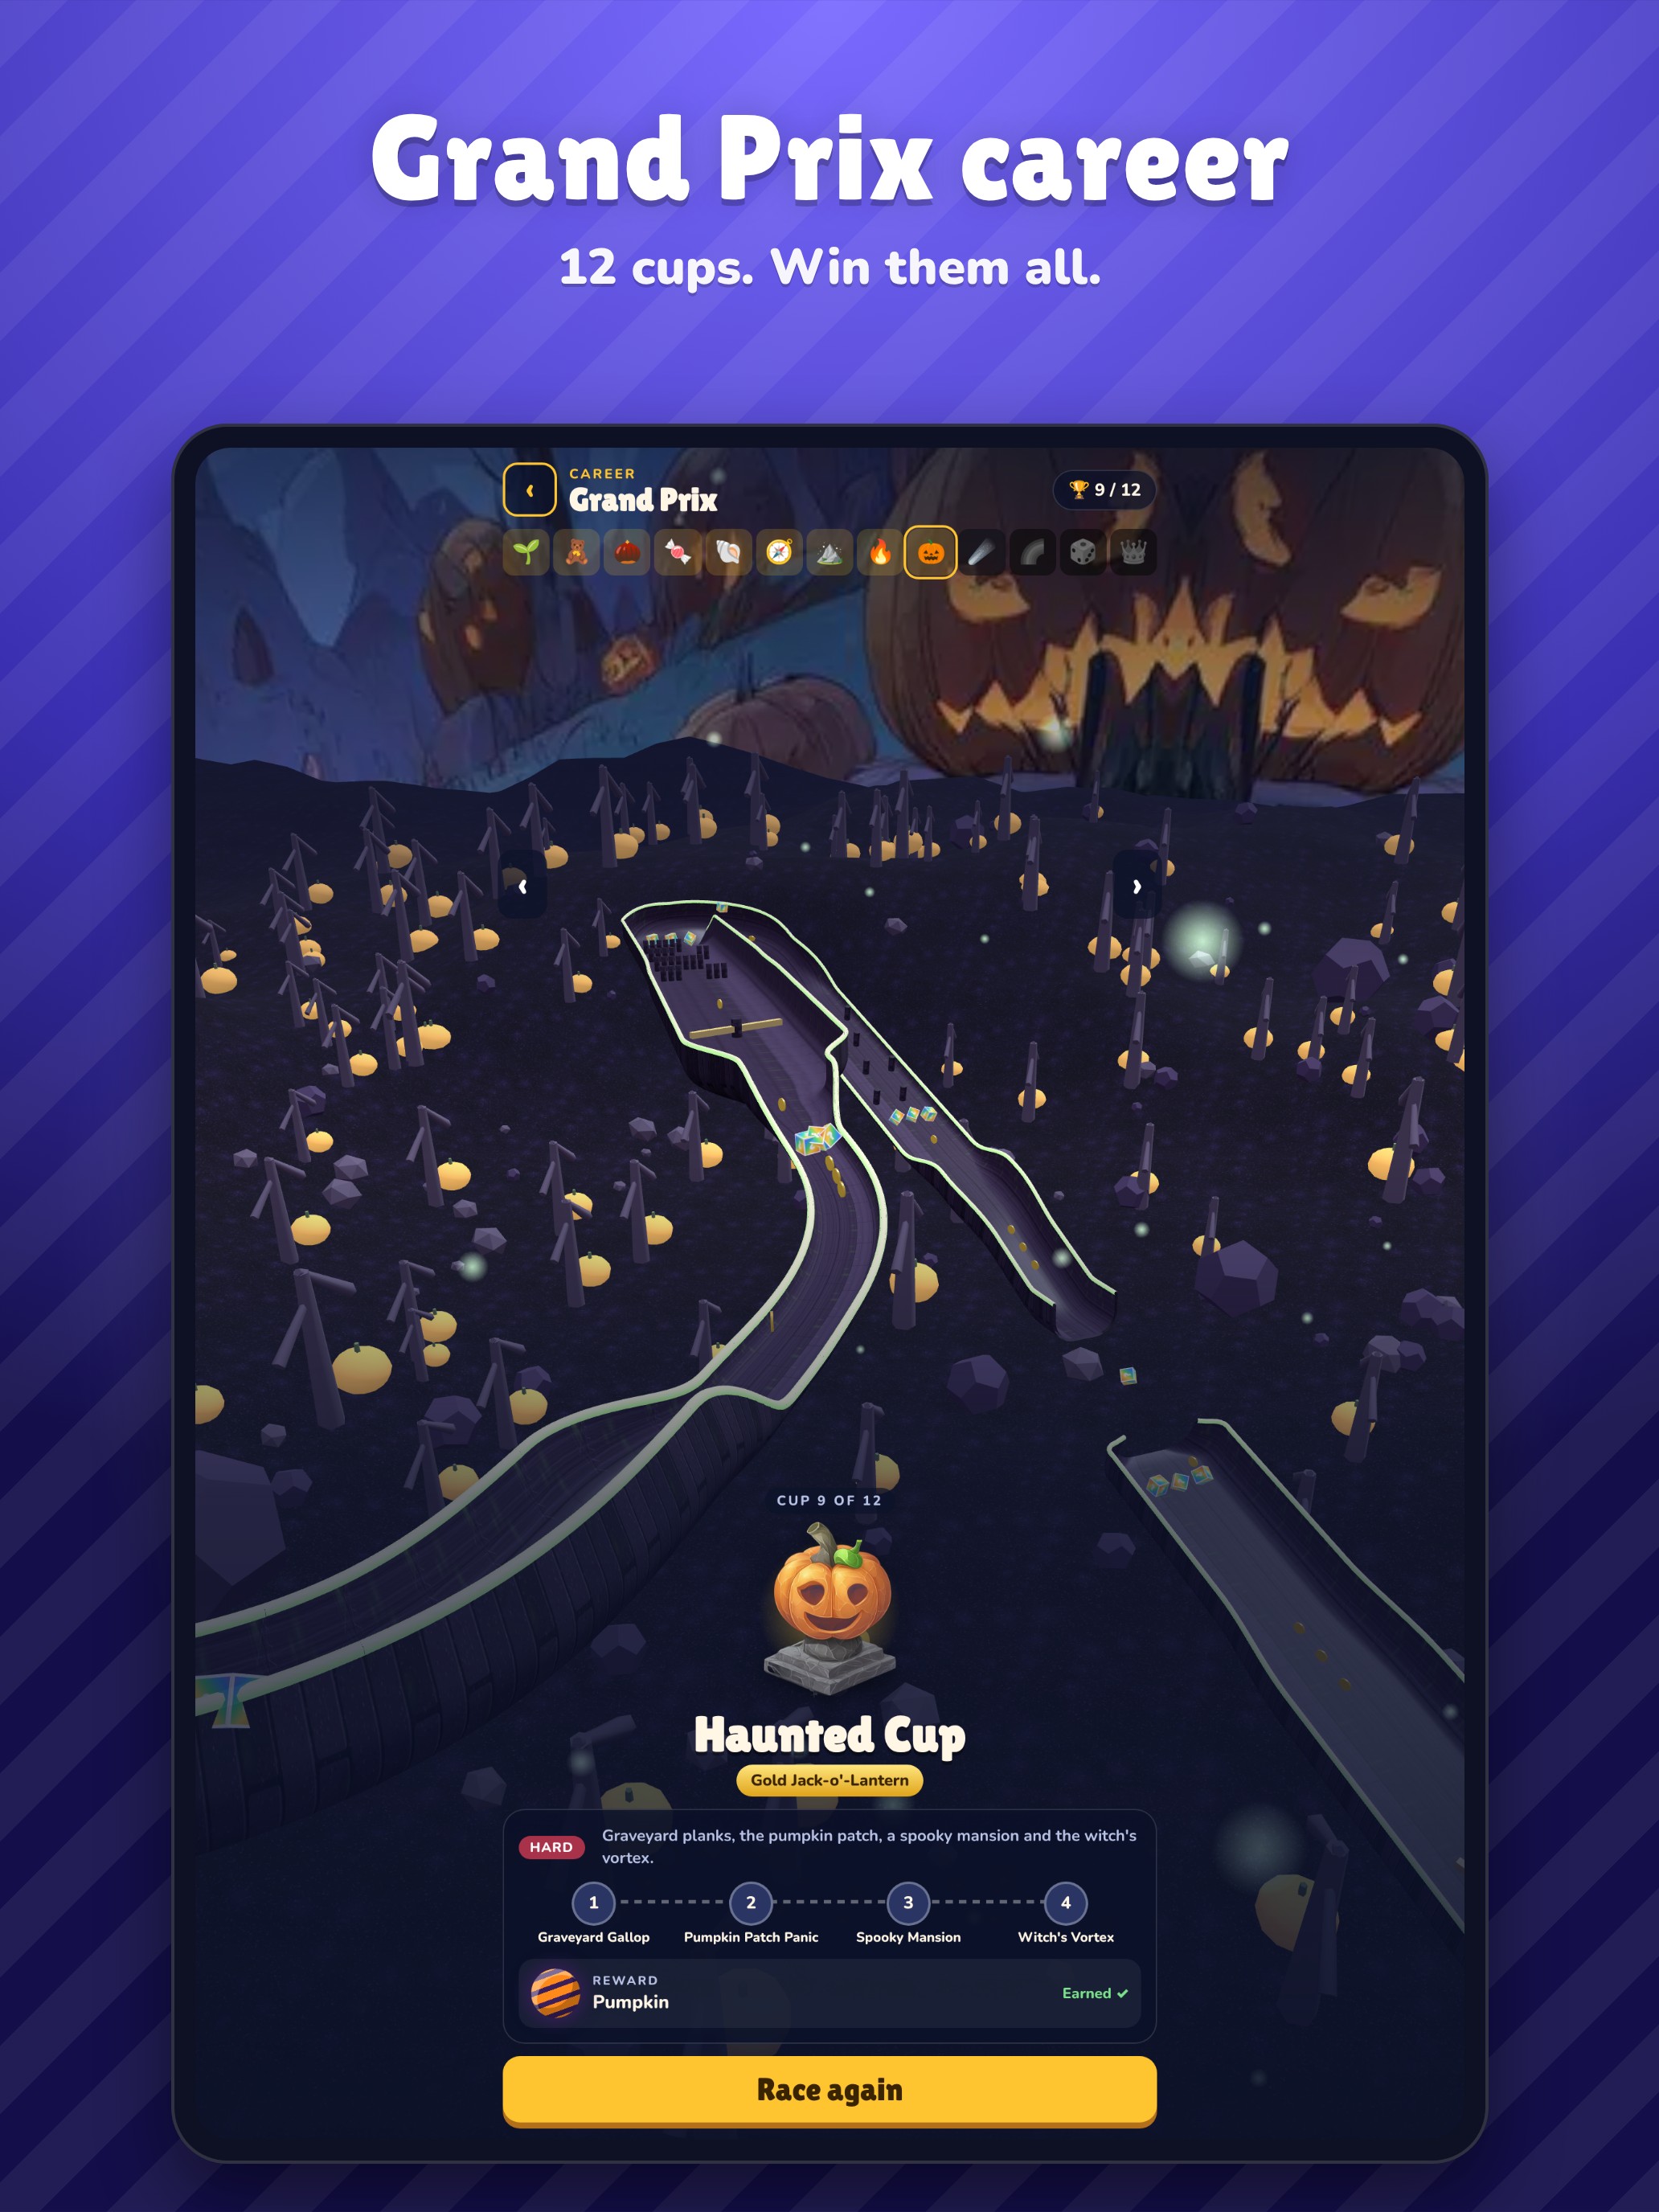 Grand Prix career
12 cups. Win them all.
CAREER
Grand Prix
9 / 12
CUP 9 OF 12
Haunted Cup
Gold Jack-o'-Lantern
HARD
Graveyard planks, the pumpkin patch, a spooky mansion and the witch's
vortex.
1
2
3
4
Graveyard Gallop
Pumpkin Patch Panic
Spooky Mansion
Witch's Vortex
REWARD
Pumpkin
Earned ✓
Race again